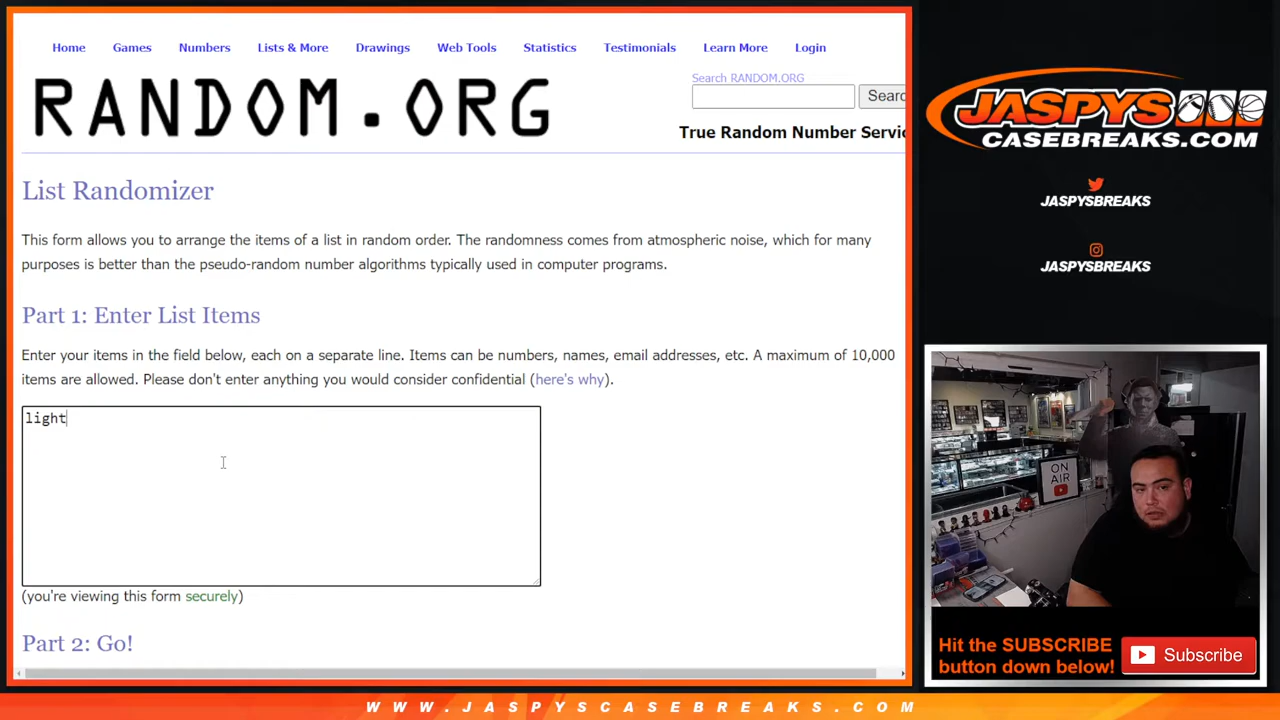 Home Games Numbers Lists & More Drawings Web Tools Statistics Testimonials Learn More Login
RANDOM.ORG
Search RANDOM.ORG
Searc
True Random Number Servic
List Randomizer
This form allows you to arrange the items of a list in random order. The randomness comes from atmospheric noise, which for many
purposes is better than the pseudo-random number algorithms typically used in computer programs.
Part 1: Enter List Items
Enter your items in the field below, each on a separate line. Items can be numbers, names, email addresses, etc. A maximum of 10,000
items are allowed. Please don't enter anything you would consider confidential (here's why).
light
(you're viewing this form securely)
Part 2: Go!
JASPYS
CASEBREAKS.COM
JASPYSBREAKS
JASPYSBREAKS
ON
AIR
Hit the SUBSCRIBE
button down below!
Subscribe
WWW.JASPYSCASEBREAKS.COM